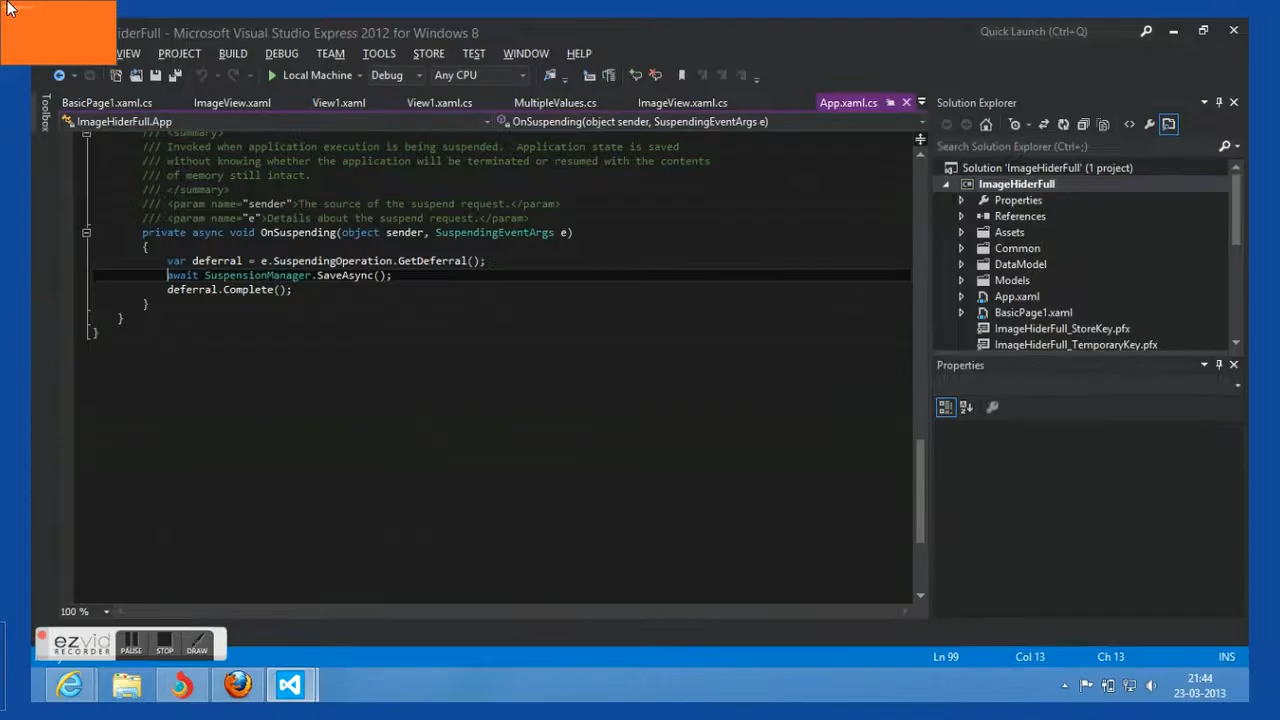 iderFull - Microsoft Visual Studio Express 2012 for Windows 8
Quick Launch (Ctrl+Q)
VIEW PROJECT BUILD DEBUG TEAM TOOLS STORE TEST WINDOW HELP
Local Machine Debug Any CPU
Toolbox
BasicPage1.xaml.cs ImageView.xaml View1.xaml View1.xaml.cs MultipleValues.cs ImageView.xaml.cs App.xaml.cs
ImageHiderFull.App OnSuspending(object sender, SuspendingEventArgs e)
/// <summary>
/// Invoked when application execution is being suspended.  Application state is saved
/// without knowing whether the application will be terminated or resumed with the contents
/// of memory still intact.
/// </summary>
/// <param name="sender">The source of the suspend request.</param>
/// <param name="e">Details about the suspend request.</param>
private async void OnSuspending(object sender, SuspendingEventArgs e)
{
var deferral = e.SuspendingOperation.GetDeferral();
await SuspensionManager.SaveAsync();
deferral.Complete();
}
}
}
100 %
Solution Explorer
Search Solution Explorer (Ctrl+;)
Solution 'ImageHiderFull' (1 project)
ImageHiderFull
Properties
References
Assets
Common
DataModel
Models
App.xaml
BasicPage1.xaml
ImageHiderFull_StoreKey.pfx
ImageHiderFull_TemporaryKey.pfx
Properties
ezvid
RECORDER
PAUSE STOP DRAW
Ln 99 Col 13 Ch 13 INS
21:44
23-03-2013